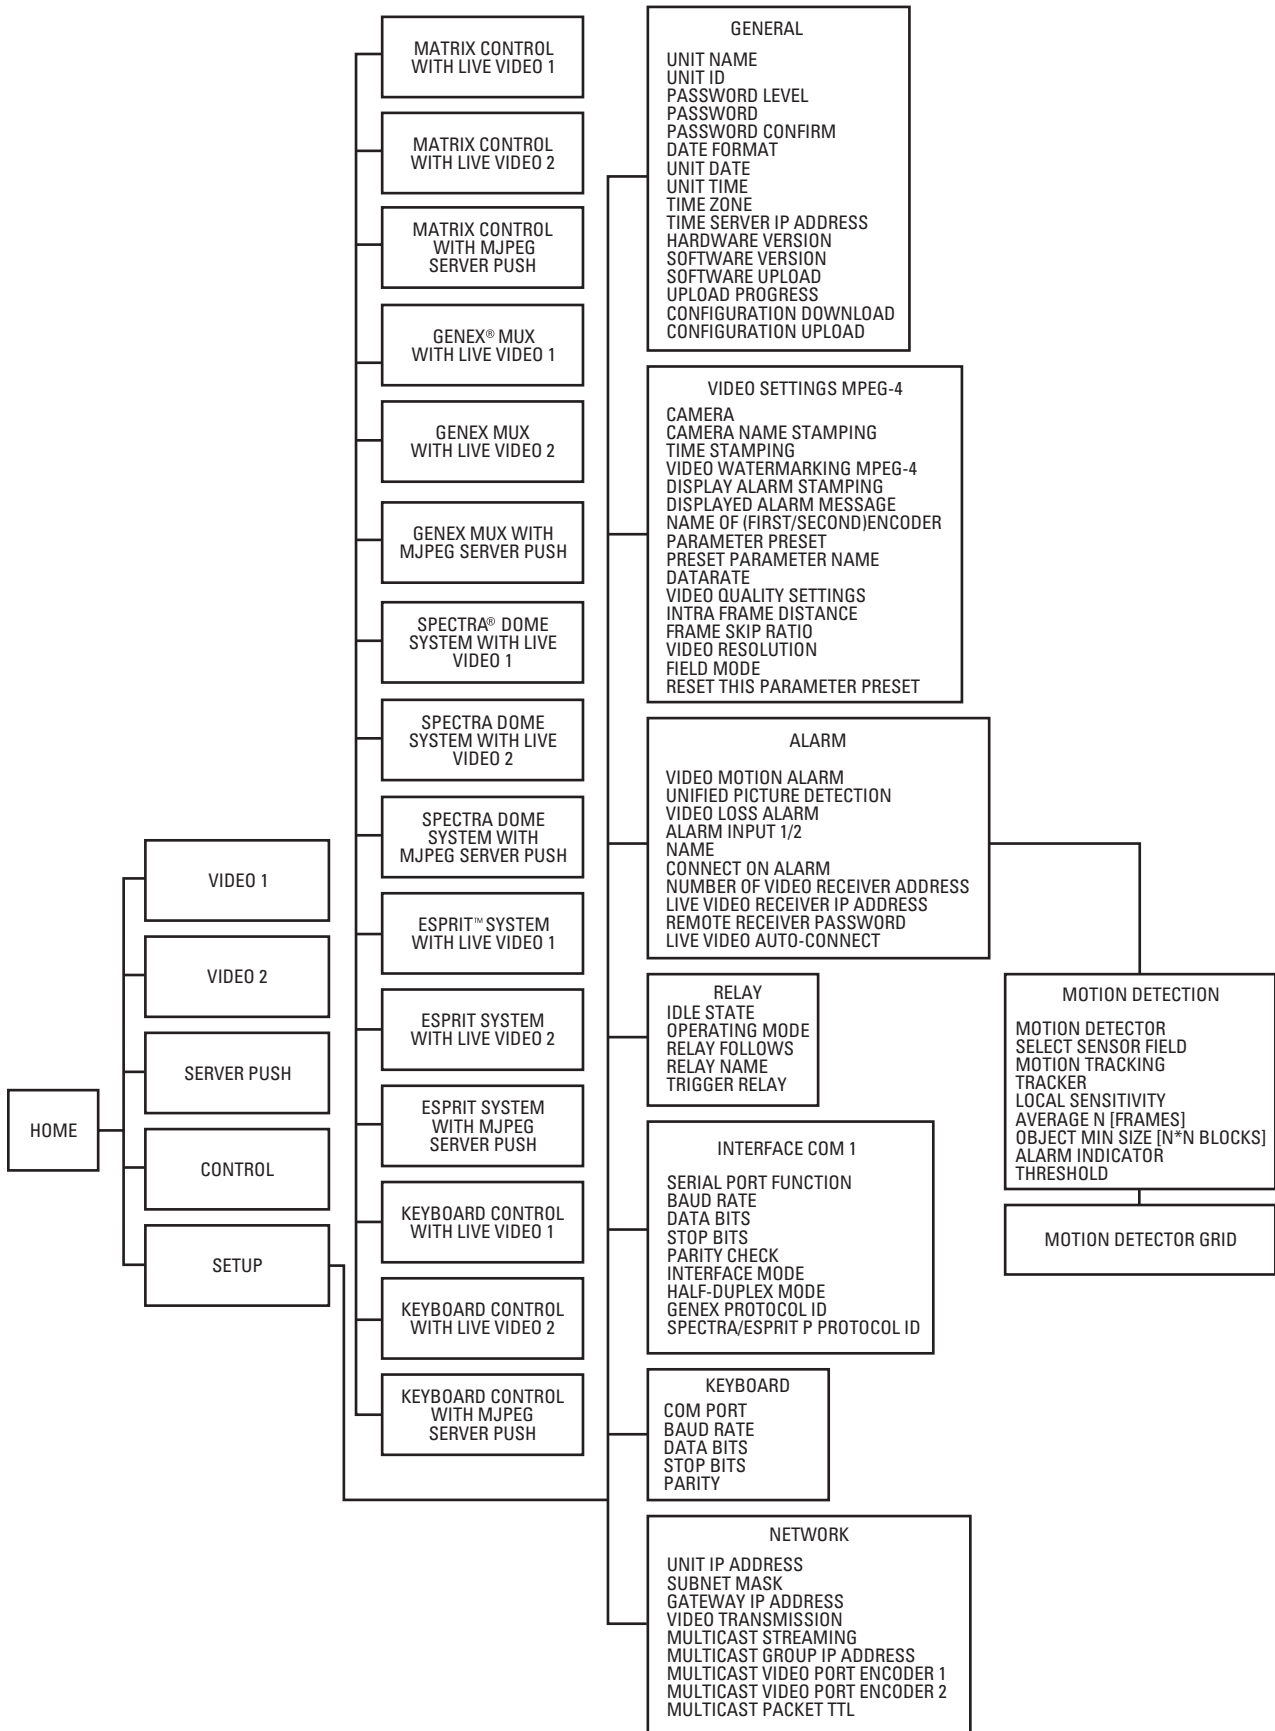 HOME
VIDEO 1
VIDEO 2
SERVER PUSH
CONTROL
SETUP
MATRIX CONTROL
WITH LIVE VIDEO 1
MATRIX CONTROL
WITH LIVE VIDEO 2
MATRIX CONTROL
WITH MJPEG
SERVER PUSH
GENEX® MUX
WITH LIVE VIDEO 1
GENEX MUX
WITH LIVE VIDEO 2
GENEX MUX WITH
MJPEG SERVER PUSH
SPECTRA® DOME
SYSTEM WITH LIVE
VIDEO 1
SPECTRA DOME
SYSTEM WITH LIVE
VIDEO 2
SPECTRA DOME
SYSTEM WITH
MJPEG SERVER PUSH
ESPRIT™ SYSTEM
WITH LIVE VIDEO 1
ESPRIT SYSTEM
WITH LIVE VIDEO 2
ESPRIT SYSTEM
WITH MJPEG
SERVER PUSH
KEYBOARD CONTROL
WITH LIVE VIDEO 1
KEYBOARD CONTROL
WITH LIVE VIDEO 2
KEYBOARD CONTROL
WITH MJPEG
SERVER PUSH
GENERAL
UNIT NAME
UNIT ID
PASSWORD LEVEL
PASSWORD
PASSWORD CONFIRM
DATE FORMAT
UNIT DATE
UNIT TIME
TIME ZONE
TIME SERVER IP ADDRESS
HARDWARE VERSION
SOFTWARE VERSION
SOFTWARE UPLOAD
UPLOAD PROGRESS
CONFIGURATION DOWNLOAD
CONFIGURATION UPLOAD
VIDEO SETTINGS MPEG-4
CAMERA
CAMERA NAME STAMPING
TIME STAMPING
VIDEO WATERMARKING MPEG-4
DISPLAY ALARM STAMPING
DISPLAYED ALARM MESSAGE
NAME OF (FIRST/SECOND)ENCODER
PARAMETER PRESET
PRESET PARAMETER NAME
DATARATE
VIDEO QUALITY SETTINGS
INTRA FRAME DISTANCE
FRAME SKIP RATIO
VIDEO RESOLUTION
FIELD MODE
RESET THIS PARAMETER PRESET
ALARM
VIDEO MOTION ALARM
UNIFIED PICTURE DETECTION
VIDEO LOSS ALARM
ALARM INPUT 1/2
NAME
CONNECT ON ALARM
NUMBER OF VIDEO RECEIVER ADDRESS
LIVE VIDEO RECEIVER IP ADDRESS
REMOTE RECEIVER PASSWORD
LIVE VIDEO AUTO-CONNECT
RELAY
IDLE STATE
OPERATING MODE
RELAY FOLLOWS
RELAY NAME
TRIGGER RELAY
INTERFACE COM 1
SERIAL PORT FUNCTION
BAUD RATE
DATA BITS
STOP BITS
PARITY CHECK
INTERFACE MODE
HALF-DUPLEX MODE
GENEX PROTOCOL ID
SPECTRA/ESPRIT P PROTOCOL ID
KEYBOARD
COM PORT
BAUD RATE
DATA BITS
STOP BITS
PARITY
NETWORK
UNIT IP ADDRESS
SUBNET MASK
GATEWAY IP ADDRESS
VIDEO TRANSMISSION
MULTICAST STREAMING
MULTICAST GROUP IP ADDRESS
MULTICAST VIDEO PORT ENCODER 1
MULTICAST VIDEO PORT ENCODER 2
MULTICAST PACKET TTL
MOTION DETECTION
MOTION DETECTOR
SELECT SENSOR FIELD
MOTION TRACKING
TRACKER
LOCAL SENSITIVITY
AVERAGE N [FRAMES]
OBJECT MIN SIZE [N*N BLOCKS]
ALARM INDICATOR
THRESHOLD
MOTION DETECTOR GRID